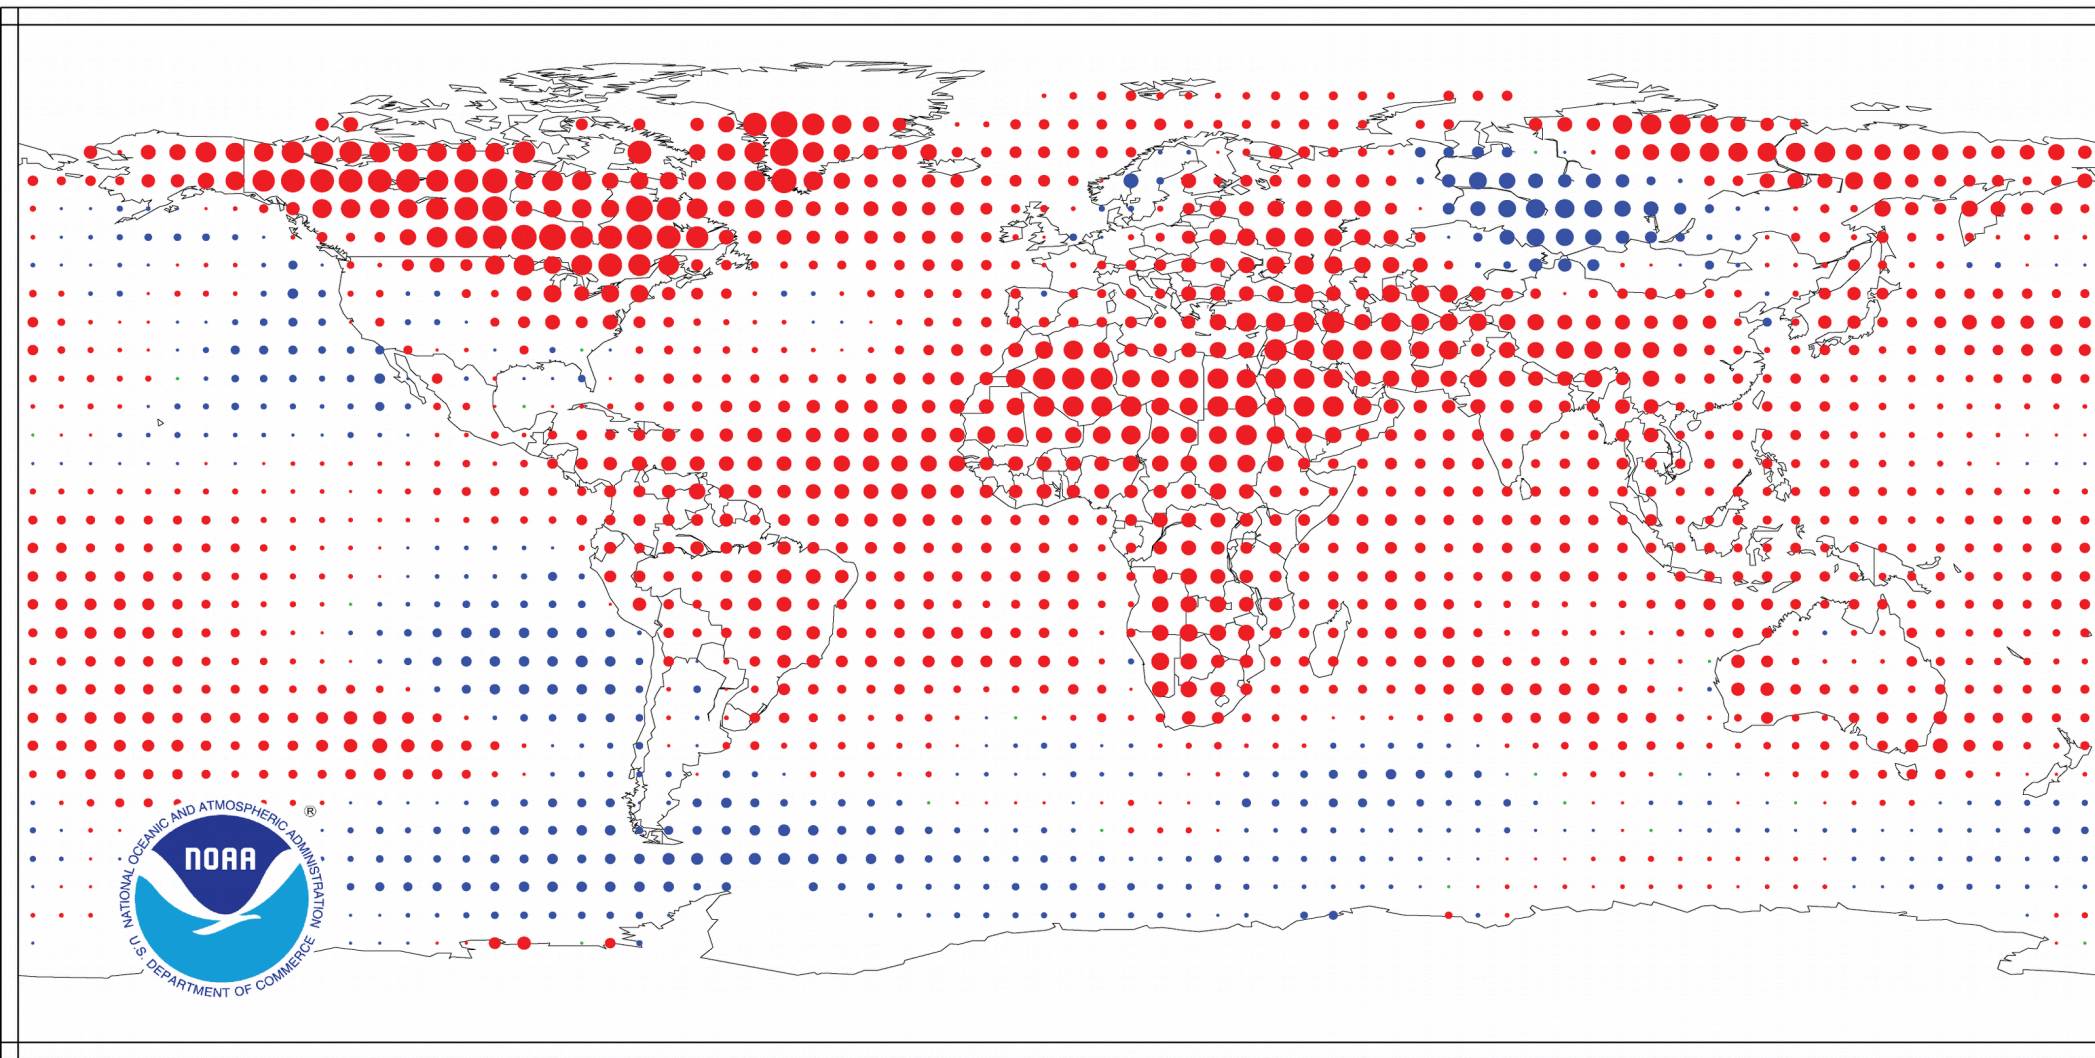 NATIONAL OCEANIC AND ATMOSPHERIC ADMINISTRATION
®
NOAA
U.S. DEPARTMENT OF COMMERCE